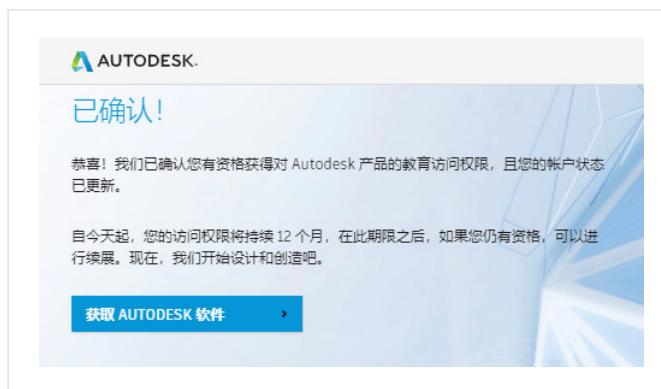 AUTODESK.
已确认！
恭喜！我们已确认您有资格获得对 Autodesk 产品的教育访问权限，且您的帐户状态
已更新。
自今天起，您的访问权限将持续 12 个月，在此期限之后，如果您仍有资格，可以进
行续展。现在，我们开始设计和创造吧。
获取 AUTODESK 软件